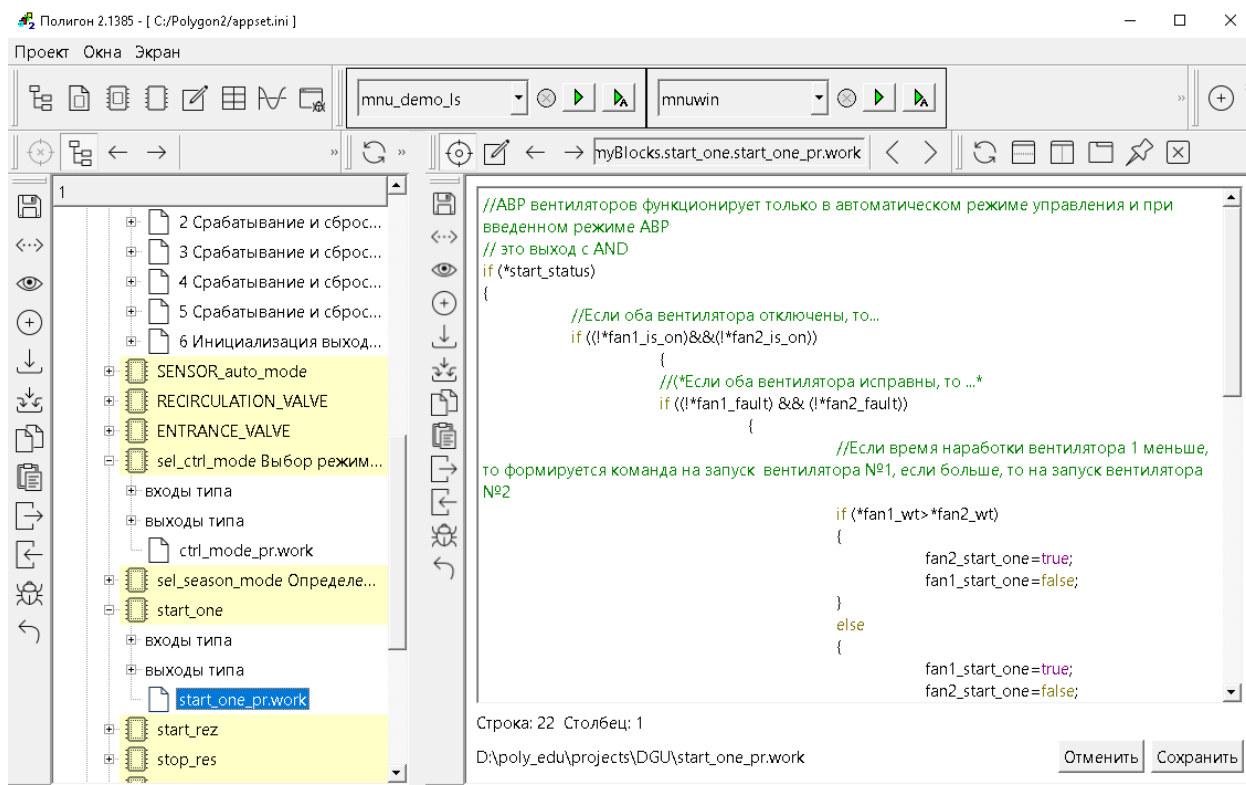 Полигон 2.1385 - [ C:/Polygon2/appset.ini ]
Проект Окна Экран
mnu_demo_ls
mnuwin
myBlocks.start_one.start_one_pr.work
1
2 Срабатывание и сброс...
3 Срабатывание и сброс...
4 Срабатывание и сброс...
5 Срабатывание и сброс...
6 Инициализация выход...
SENSOR_auto_mode
RECIRCULATION_VALVE
ENTRANCE_VALVE
sel_ctrl_mode Выбор режим...
входы типа
выходы типа
ctrl_mode_pr.work
sel_season_mode Определе...
start_one
входы типа
выходы типа
start_one_pr.work
start_rez
stop_res
//АВР вентиляторов функционирует только в автоматическом режиме управления и при
введенном режиме АВР
// это выход с AND
if (*start_status)
{
//Если оба вентилятора отключены, то...
if ((!*fan1_is_on)&&(!*fan2_is_on))
{
//(*Если оба вентилятора исправны, то ...*
if ((!*fan1_fault) && (!*fan2_fault))
{
//Если время наработки вентилятора 1 меньше,
то формируется команда на запуск  вентилятора №1, если больше, то на запуск вентилятора
№2
if (*fan1_wt>*fan2_wt)
{
fan2_start_one=true;
fan1_start_one=false;
}
else
{
fan1_start_one=true;
fan2_start_one=false;
Строка: 22  Столбец: 1
D:\poly_edu\projects\DGU\start_one_pr.work
Отменить
Сохранить